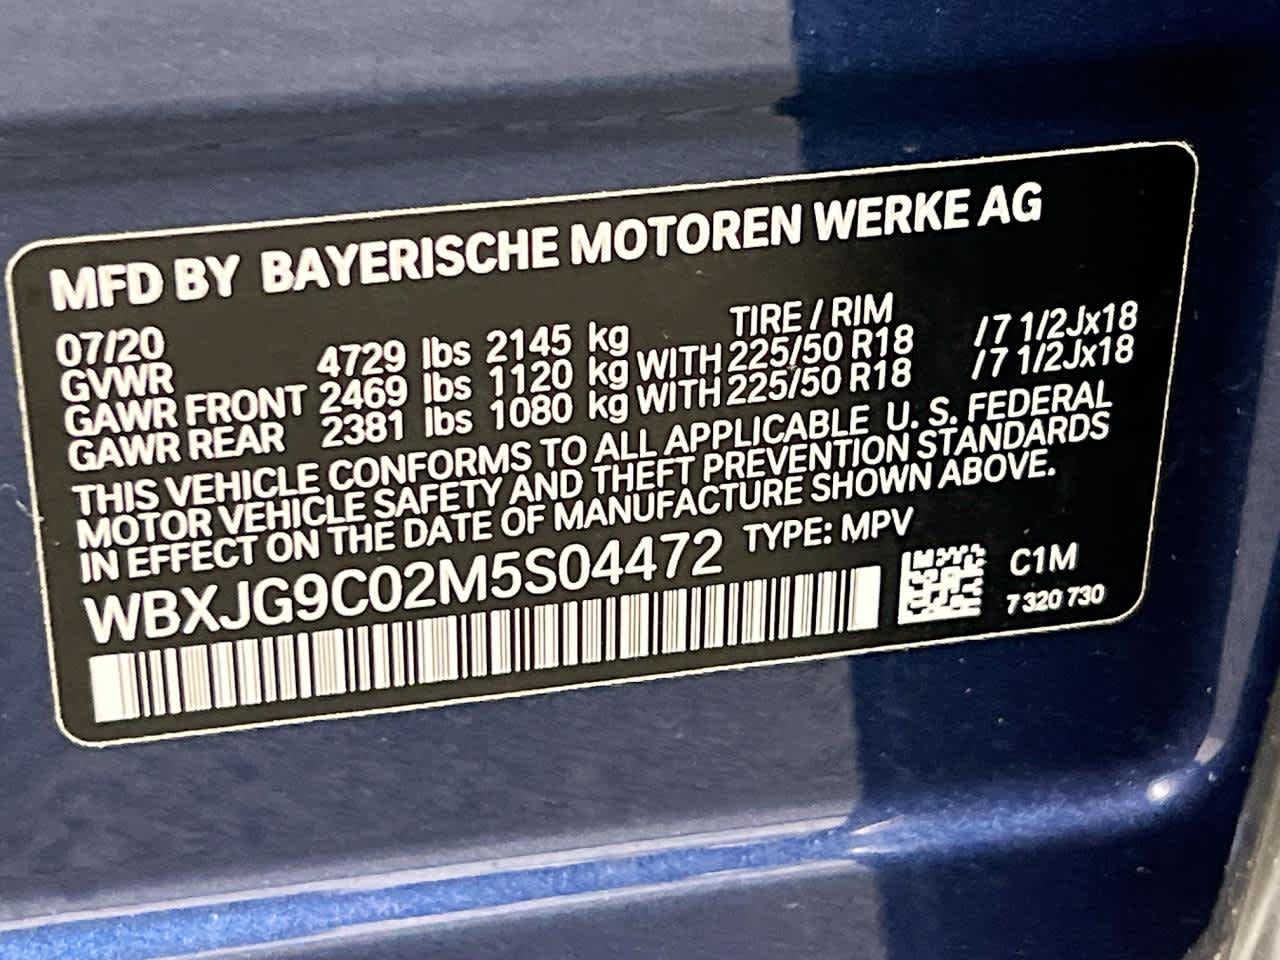 MFD BY BAYERISCHE MOTOREN WERKE AG
07/20 TIRE / RIM
GVWR 4729 lbs 2145 kg
GAWR FRONT 2469 lbs 1120 kg WITH 225/50 R18 /7 1/2Jx18
GAWR REAR 2381 lbs 1080 kg WITH 225/50 R18 /7 1/2Jx18
THIS VEHICLE CONFORMS TO ALL APPLICABLE U. S. FEDERAL
MOTOR VEHICLE SAFETY AND THEFT PREVENTION STANDARDS
IN EFFECT ON THE DATE OF MANUFACTURE SHOWN ABOVE.
WBXJG9C02M5S04472 TYPE: MPV
C1M
7 320 730